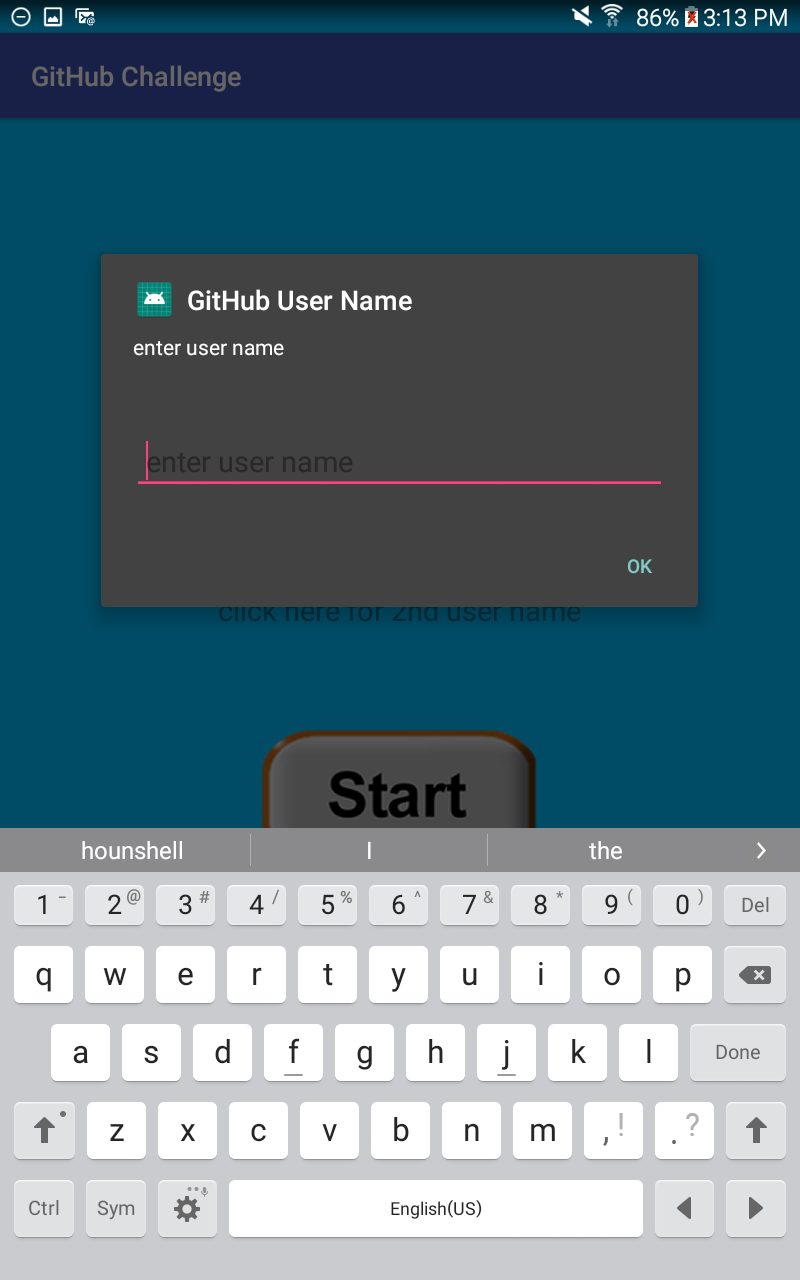 86% 3:13 PM
GitHub Challenge
GitHub User Name
enter user name
enter user name
OK
click here for 2nd user name
Start
hounshell I the
1 - 2 @ 3 # 4 / 5 % 6 ^ 7 & 8 * 9 ( 0 ) Del
q w e r t y u i o p
a s d f g h j k l Done
z x c v b n m , ! . ?
Ctrl Sym English(US)